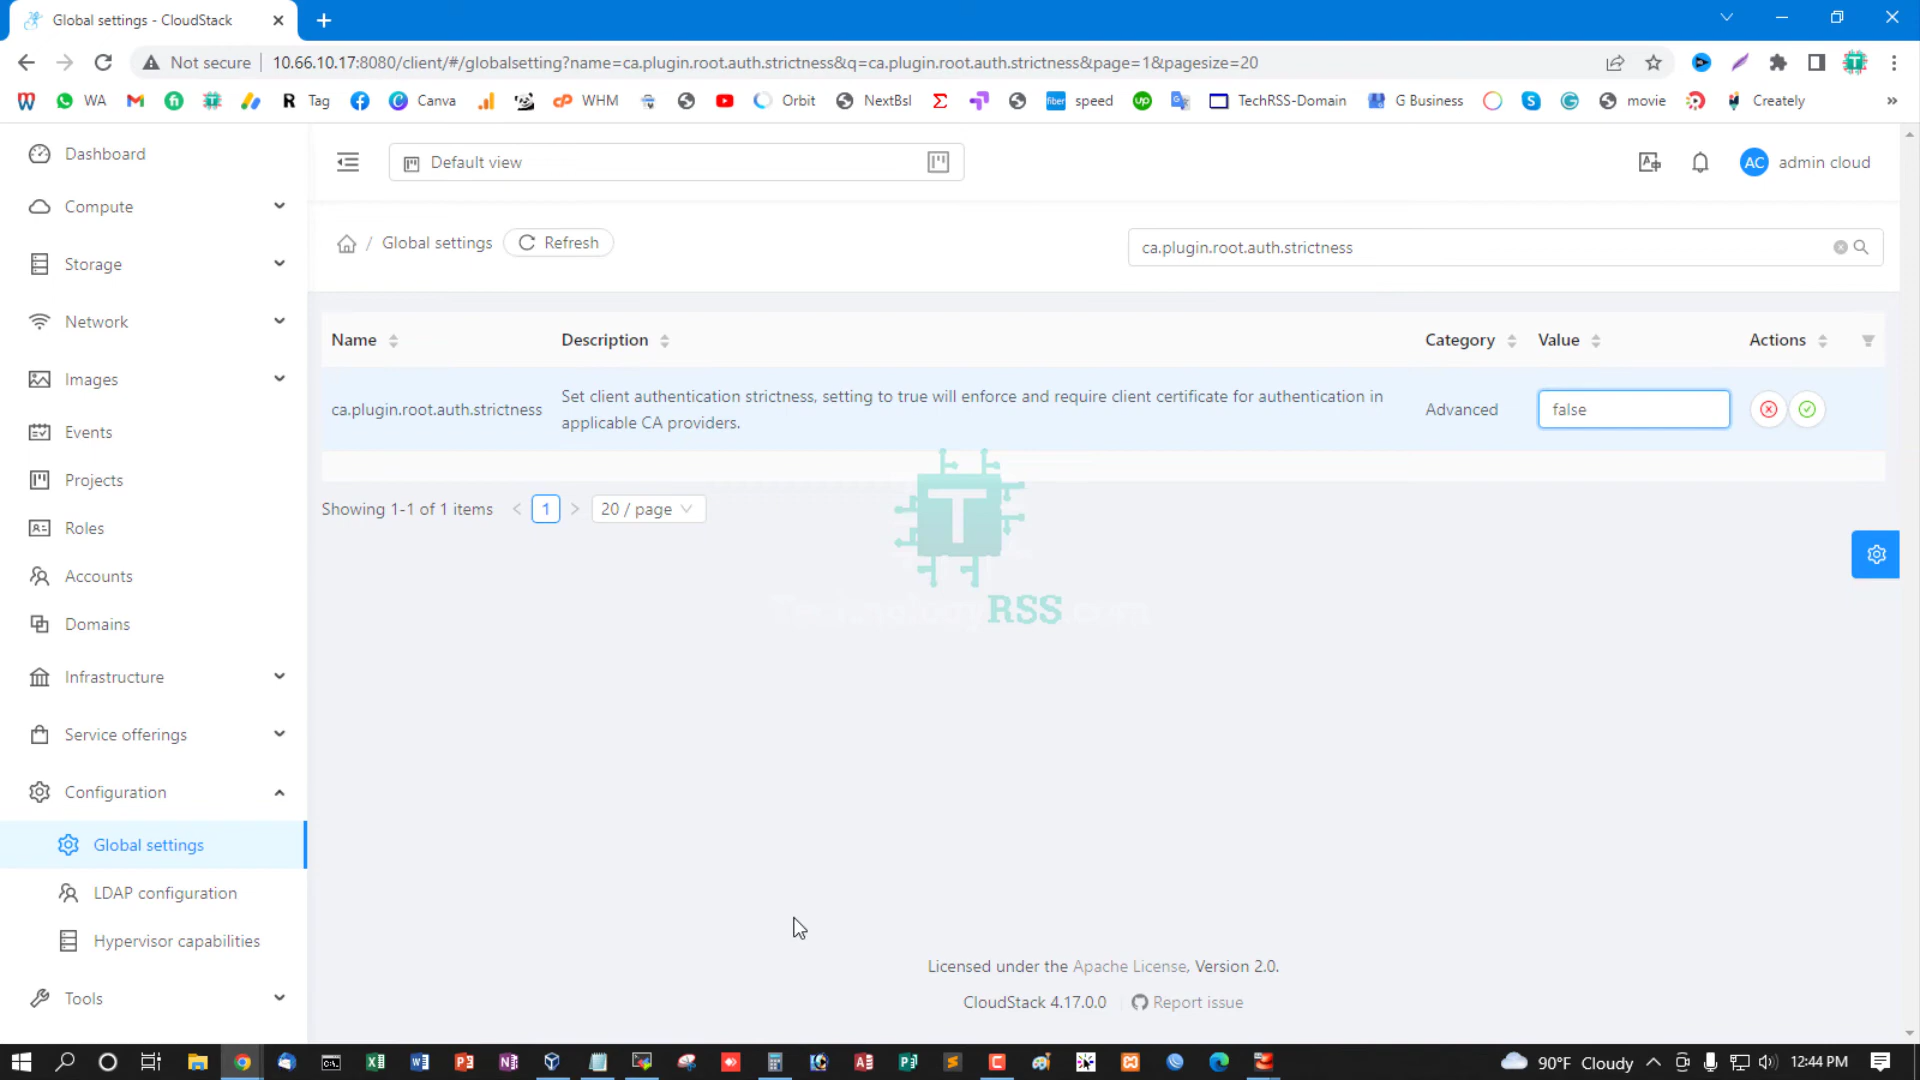 Global settings - CloudStack
Not secure
10.66.10.17:8080/client/#/globalsetting?name=ca.plugin.root.auth.strictness&q=ca.plugin.root.auth.strictness&page=1&pagesize=20
WA
Tag
Canva
WHM
Orbit
NextBsl
speed
TechRSS-Domain
G Business
movie
Creately
Dashboard
Compute
Storage
Network
Images
Events
Projects
Roles
Accounts
Domains
Infrastructure
Service offerings
Configuration
Global settings
LDAP configuration
Hypervisor capabilities
Tools
Default view
AC admin cloud
/ Global settings
Refresh
ca.plugin.root.auth.strictness
Name Description Category Value Actions
ca.plugin.root.auth.strictness
Set client authentication strictness, setting to true will enforce and require client certificate for authentication in
applicable CA providers.
Advanced
false
Showing 1-1 of 1 items < 1 > 20 / page
T
TechnologyRSS.com
Licensed under the Apache License, Version 2.0.
CloudStack 4.17.0.0 Report issue
90°F Cloudy
12:44 PM